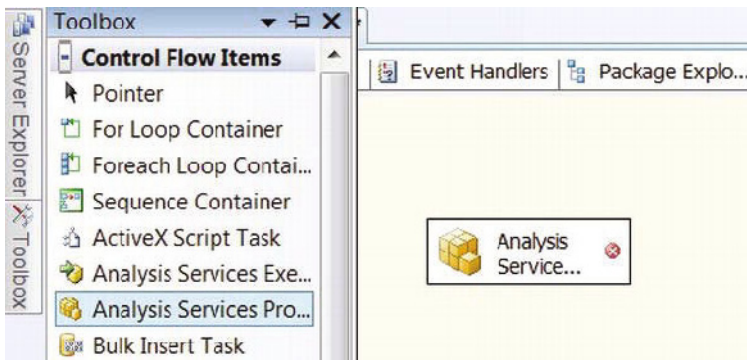 Server Explorer
Toolbox
Toolbox
Control Flow Items
Pointer
For Loop Container
Foreach Loop Contai...
Sequence Container
ActiveX Script Task
Analysis Services Exe...
Analysis Services Pro...
Bulk Insert Task
Event Handlers
Package Explo...
Analysis
Service...